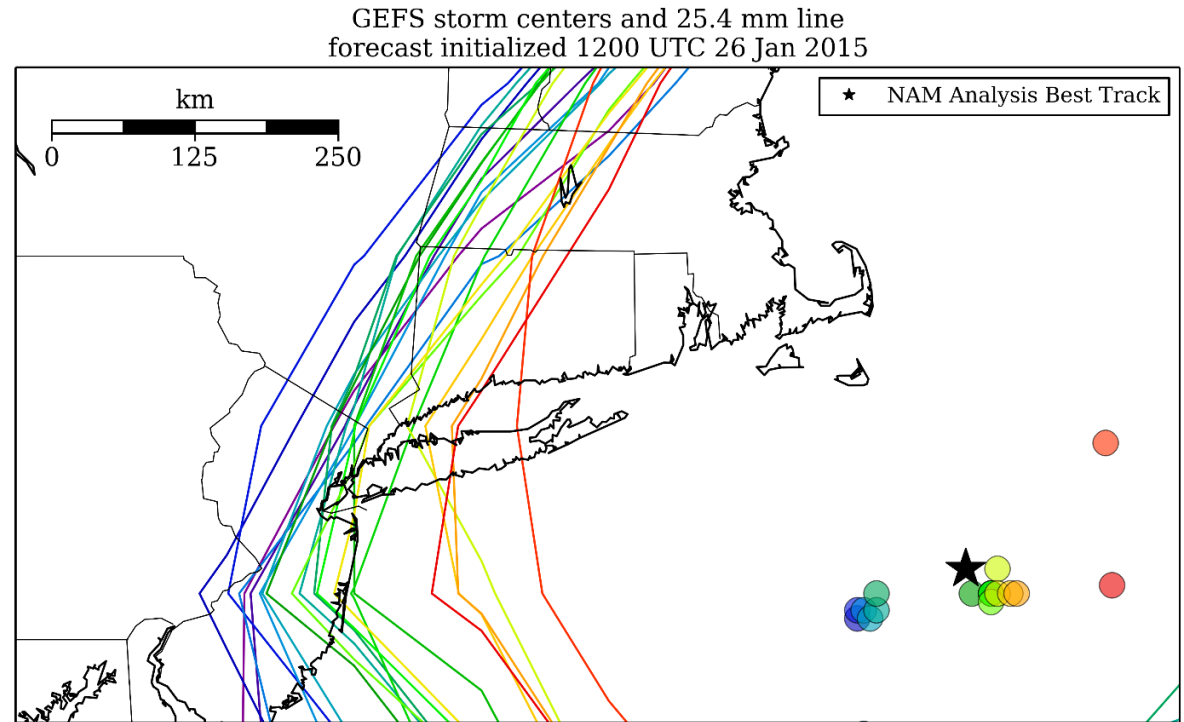 GEFS storm centers and 25.4 mm line
forecast initialized 1200 UTC 26 Jan 2015
km
0 125 250
NAM Analysis Best Track